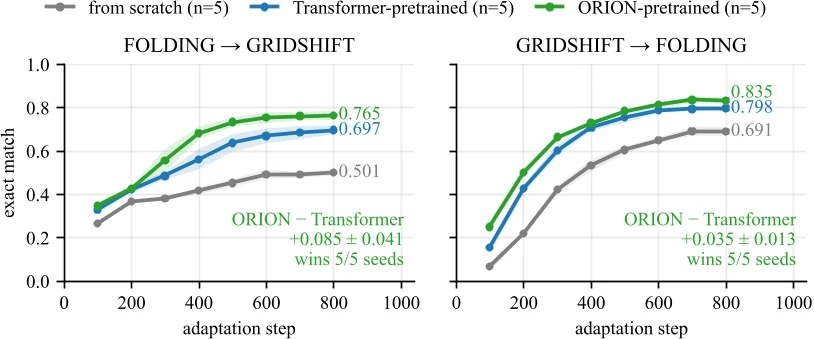 from scratch (n=5) Transformer-pretrained (n=5) ORION-pretrained (n=5)
FOLDING → GRIDSHIFT
1.0
0.8
0.6
0.4
0.2
0.0
exact match
0.765
0.697
0.501
ORION − Transformer
+0.085 ± 0.041
wins 5/5 seeds
0 200 400 600 800 1000
adaptation step
GRIDSHIFT → FOLDING
0.835
0.798
0.691
ORION − Transformer
+0.035 ± 0.013
wins 5/5 seeds
0 200 400 600 800 1000
adaptation step